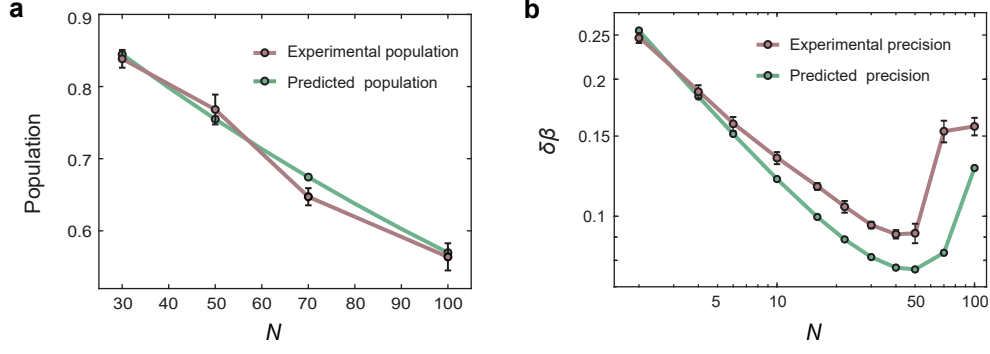 a
0.9
0.8
0.7
0.6
Population
Experimental population
Predicted population
30 40 50 60 70 80 90 100
N
b
0.25
0.2
0.15
0.1
δβ
Experimental precision
Predicted precision
5 10 50 100
N